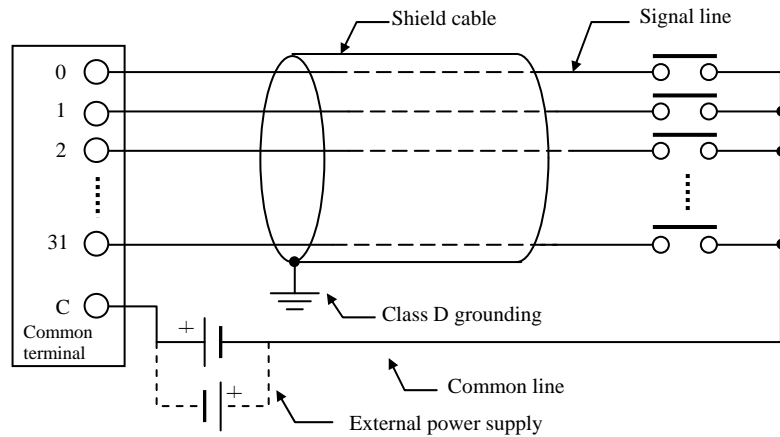 Shield cable
Signal line
0
1
2
31
C
Common
terminal
Class D grounding
+
Common line
+
External power supply